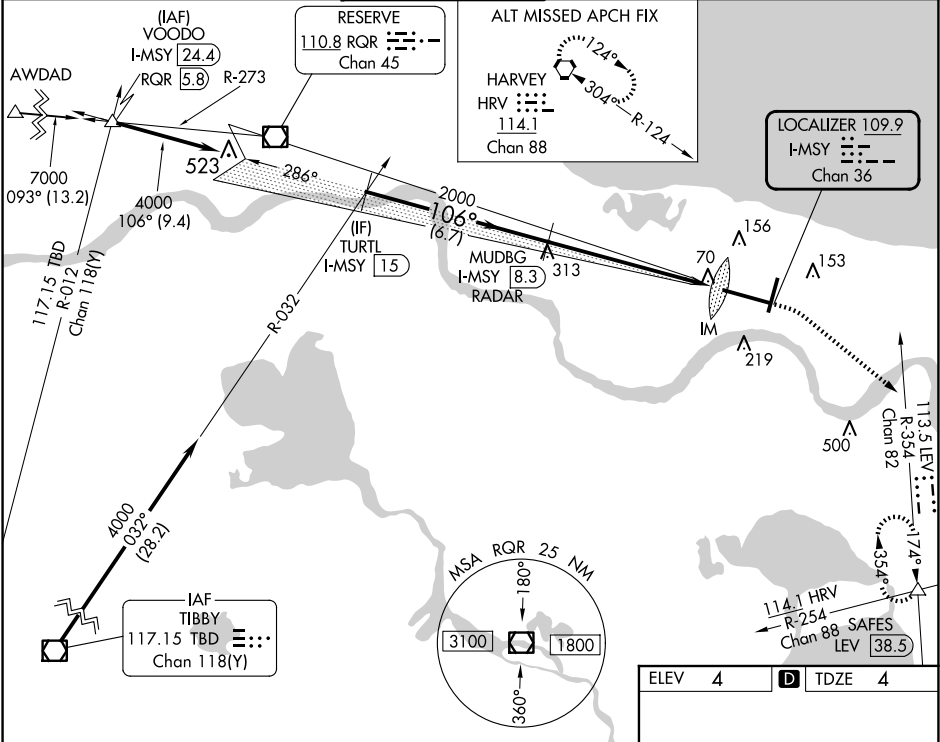 (IAF)
VOODO
I-MSY 24.4
RQR 5.8
AWDAD
R-273
7000
093° (13.2)
4000
106° (9.4)
523
RESERVE
110.8 RQR
Chan 45
ALT MISSED APCH FIX
124°
HARVEY
HRV
114.1
Chan 88
304°
R-124
LOCALIZER 109.9
I-MSY
Chan 36
286°
2000
106°
(6.7)
(IF)
TURTL
I-MSY 15
MUDBG
I-MSY 8.3
RADAR
313
70
156
153
IM
219
500
117.15 TBD
R-012
Chan 118(Y)
R-032
4000
032°
(28.2)
IAF
TIBBY
117.15 TBD
Chan 118(Y)
MSA RQR 25 NM
180°
3100
1800
360°
113.5 LEV
R-354
Chan 82
354°
174°
114.1 HRV
R-254
Chan 88
SAFES
LEV 38.5
ELEV 4
D
TDZE 4